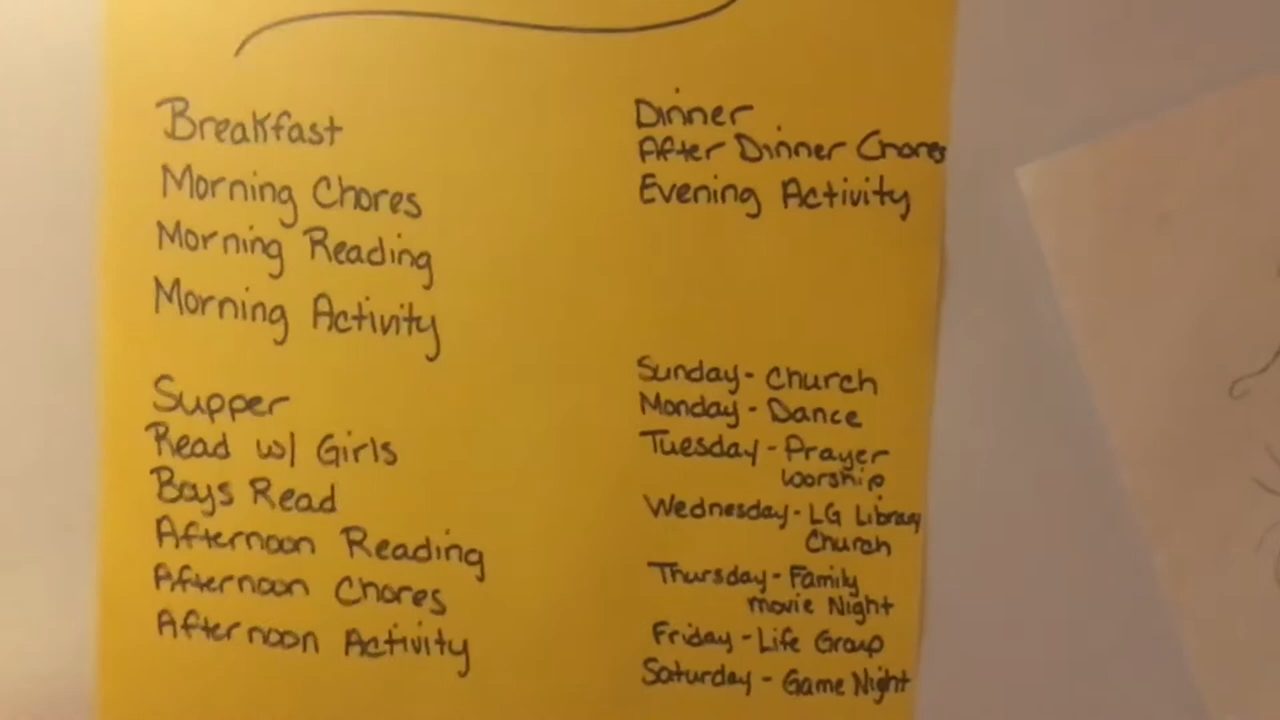 Breakfast
Morning Chores
Morning Reading
Morning Activity
Supper
Read w/ Girls
Boys Read
Afternoon Reading
Afternoon Chores
Afternoon Activity
Dinner
After Dinner Chores
Evening Activity
Sunday - Church
Monday - Dance
Tuesday - Prayer
Worship
Wednesday - LG Library
Church
Thursday - Family
movie Night
Friday - Life Group
Saturday - Game Night